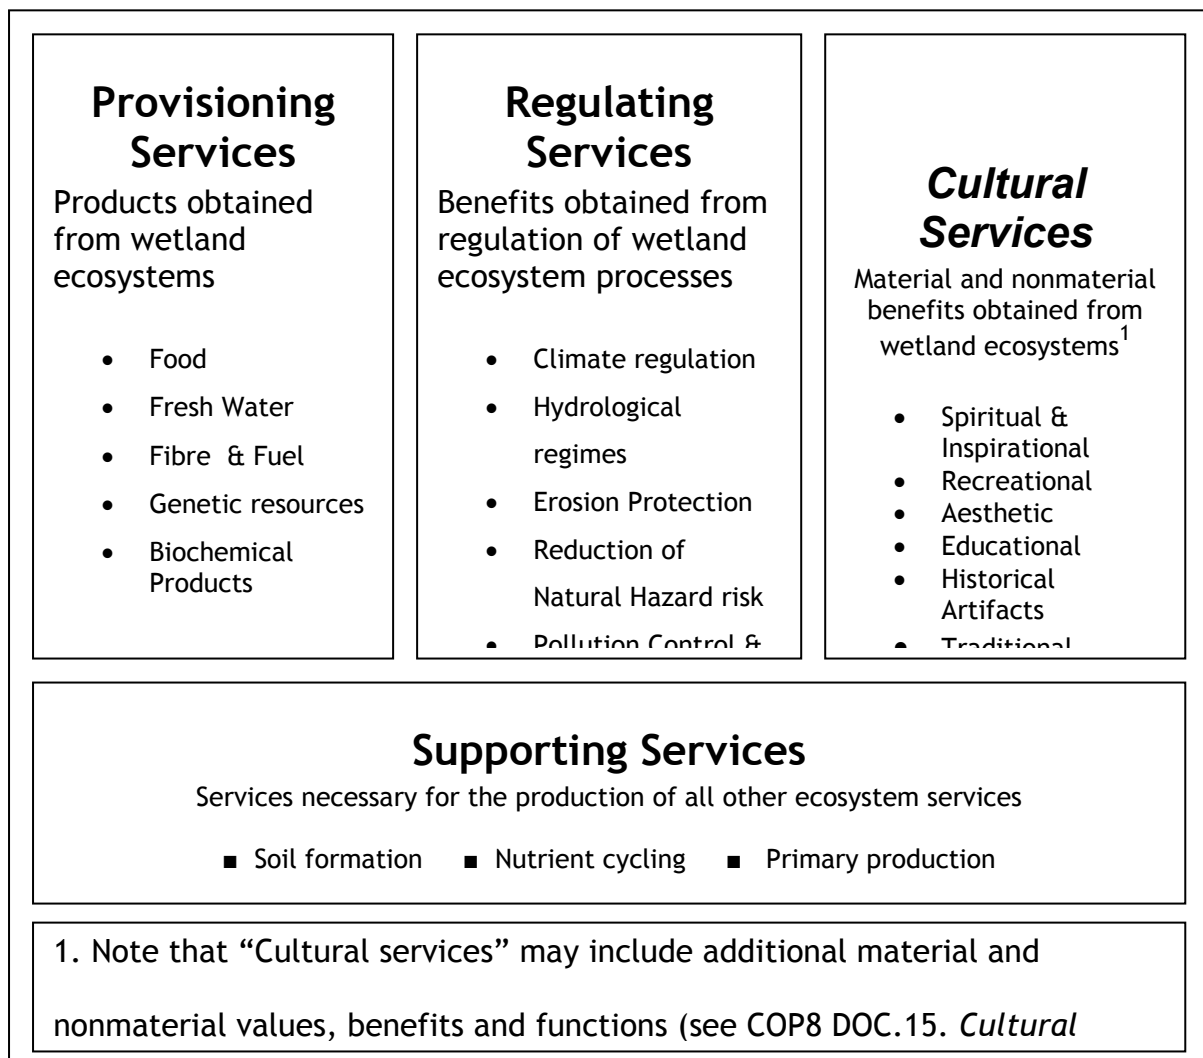 Provisioning
Services
Products obtained
from wetland
ecosystems
• Food
• Fresh Water
• Fibre & Fuel
• Genetic resources
• Biochemical
Products
Regulating
Services
Benefits obtained from
regulation of wetland
ecosystem processes
• Climate regulation
• Hydrological
regimes
• Erosion Protection
• Reduction of
Natural Hazard risk
• Pollution Control &
Cultural
Services
Material and nonmaterial
benefits obtained from
wetland ecosystems1
• Spiritual &
Inspirational
• Recreational
• Aesthetic
• Educational
• Historical
Artifacts
• Traditional
Supporting Services
Services necessary for the production of all other ecosystem services
■ Soil formation ■ Nutrient cycling ■ Primary production
1. Note that “Cultural services” may include additional material and
nonmaterial values, benefits and functions (see COP8 DOC.15. Cultural